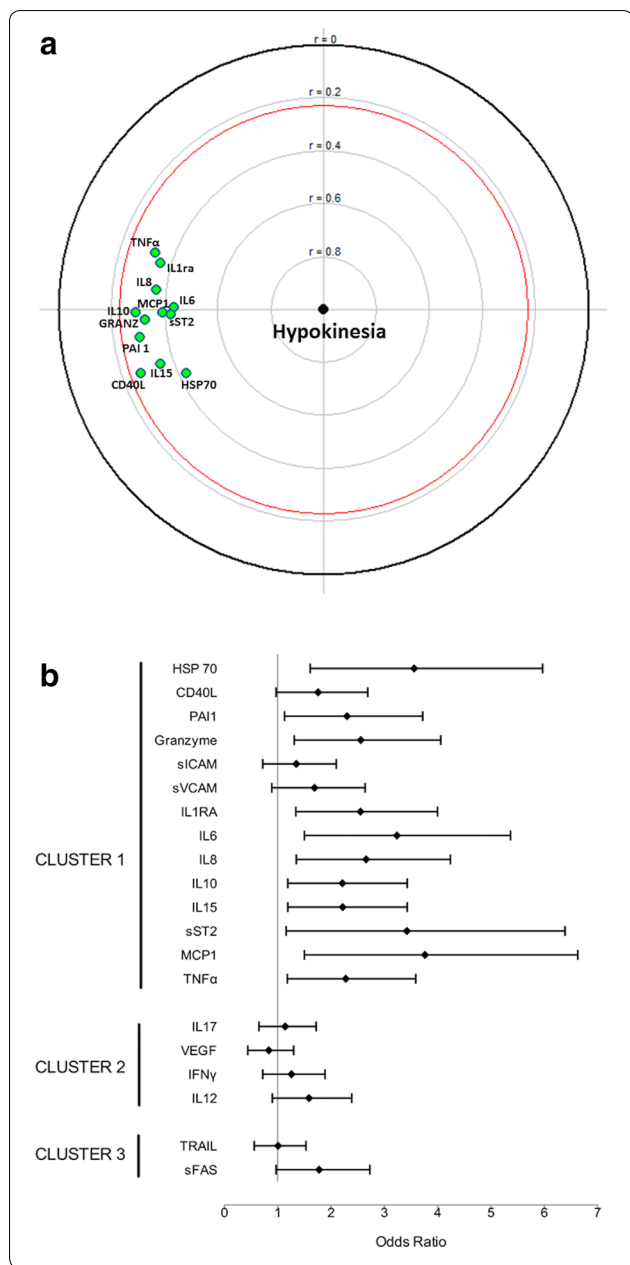 a
r = 0
r = 0.2
r = 0.4
r = 0.6
r = 0.8
TNFα
IL1ra
IL8
MCP1
IL6
IL10
sST2
GRANZ
Hypokinesia
PAI 1
IL15
CD40L
HSP70
b
HSP 70
CD40L
PAI1
Granzyme
sICAM
sVCAM
IL1RA
IL6
CLUSTER 1
IL8
IL10
IL15
sST2
MCP1
TNFα
IL17
CLUSTER 2
VEGF
IFNγ
IL12
CLUSTER 3
TRAIL
sFAS
0 1 2 3 4 5 6 7
Odds Ratio